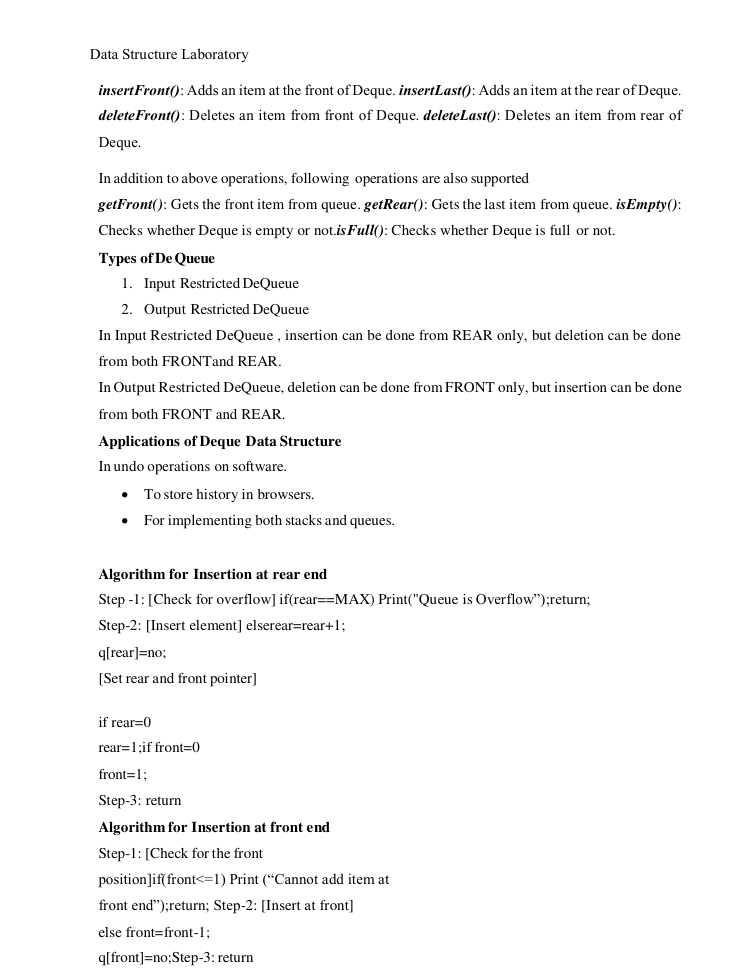 Data Structure Laboratory
insertFront(): Adds an item at the front of Deque. insertLast(): Adds an item at the rear of Deque.
deleteFront(): Deletes an item from front of Deque. deleteLast(): Deletes an item from rear of
Deque.
In addition to above operations, following operations are also supported
getFront(): Gets the front item from queue. getRear(): Gets the last item from queue. isEmpty():
Checks whether Deque is empty or not.isFull(): Checks whether Deque is full or not.
Types of De Queue
1. Input Restricted DeQueue
2. Output Restricted DeQueue
In Input Restricted DeQueue , insertion can be done from REAR only, but deletion can be done
from both FRONTand REAR.
In Output Restricted DeQueue, deletion can be done from FRONT only, but insertion can be done
from both FRONT and REAR.
Applications of Deque Data Structure
In undo operations on software.
• To store history in browsers.
• For implementing both stacks and queues.
Algorithm for Insertion at rear end
Step -1: [Check for overflow] if(rear==MAX) Print("Queue is Overflow”);return;
Step-2: [Insert element] elserear=rear+1;
q[rear]=no;
[Set rear and front pointer]
if rear=0
rear=1;if front=0
front=1;
Step-3: return
Algorithm for Insertion at front end
Step-1: [Check for the front
position]if(front<=1) Print (“Cannot add item at
front end”);return; Step-2: [Insert at front]
else front=front-1;
q[front]=no;Step-3: return